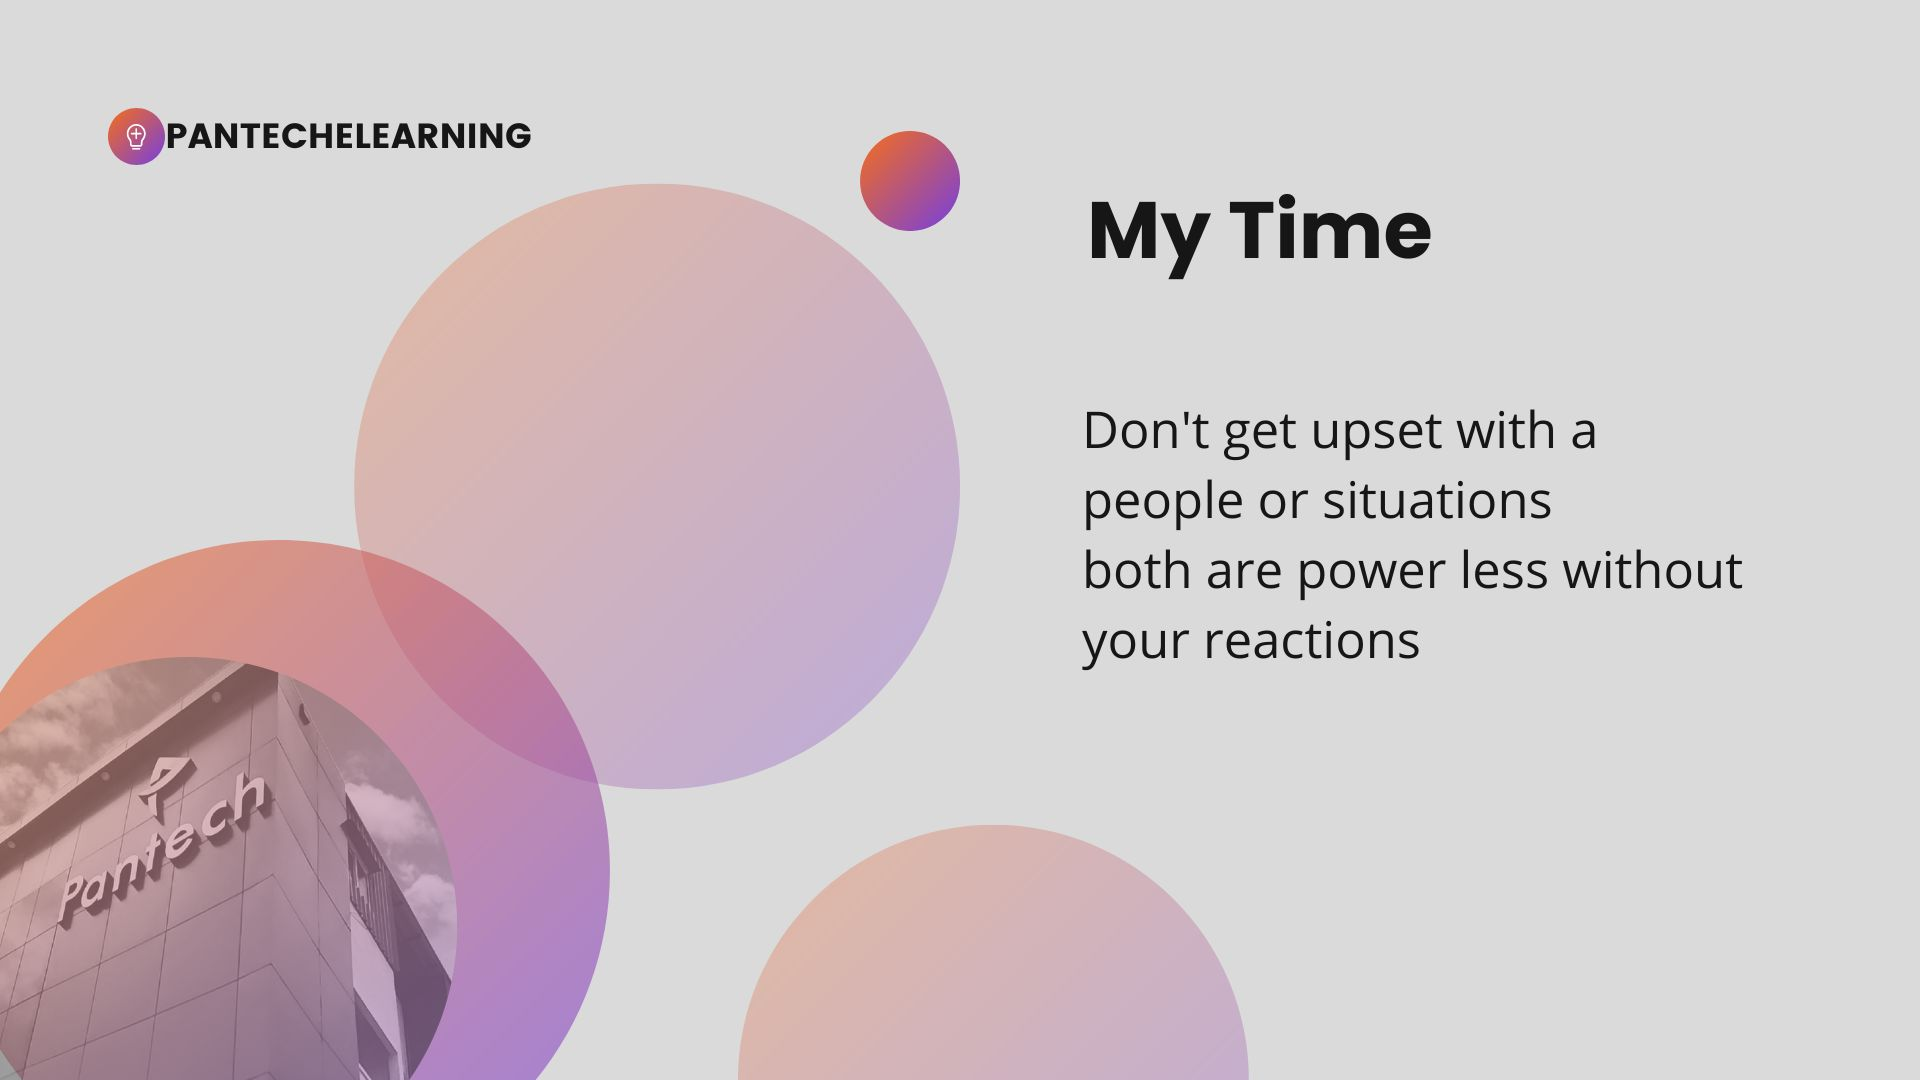 PANTECHELEARNING
My Time
Don't get upset with a
people or situations
both are power less without
your reactions
Pantech